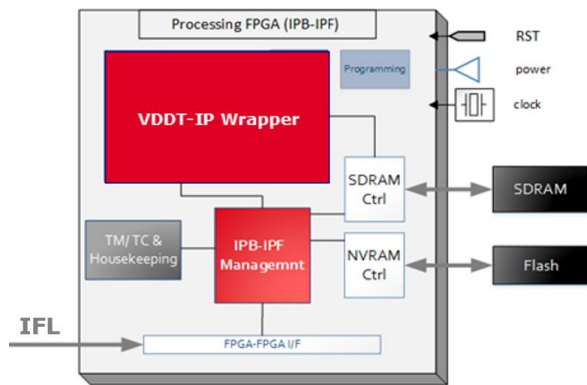 Processing FPGA (IPB-IPF)
RST
Programming
power
VDDT-IP Wrapper
clock
SDRAM
Ctrl
SDRAM
TM/TC &
Housekeeping
IPB-IPF
Managemnt
NVRAM
Ctrl
Flash
IFL
FPGA-FPGA I/F